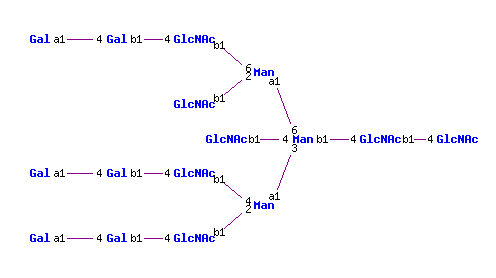 Gal a1 4 Gal b1 4 GlcNAc
b1
6 Man
2
a1
GlcNAc b1
6
GlcNAc b1 4 Man b1 4 GlcNAc b1 4 GlcNAc
3
Gal a1 4 Gal b1 4 GlcNAc
b1
a1
4 Man
2
b1
Gal a1 4 Gal b1 4 GlcNAc